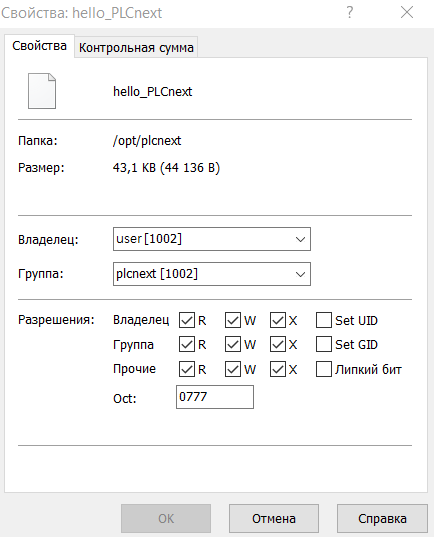 Свойства: hello_PLCnext ?
Свойства Контрольная сумма
hello_PLCnext
Папка: /opt/plcnext
Размер: 43,1 KB (44 136 B)
Владелец: user [1002]
Группа: plcnext [1002]
Разрешения: Владелец R W X Set UID
Группа R W X Set GID
Прочие R W X Липкий бит
Oct: 0777
OK Отмена Справка